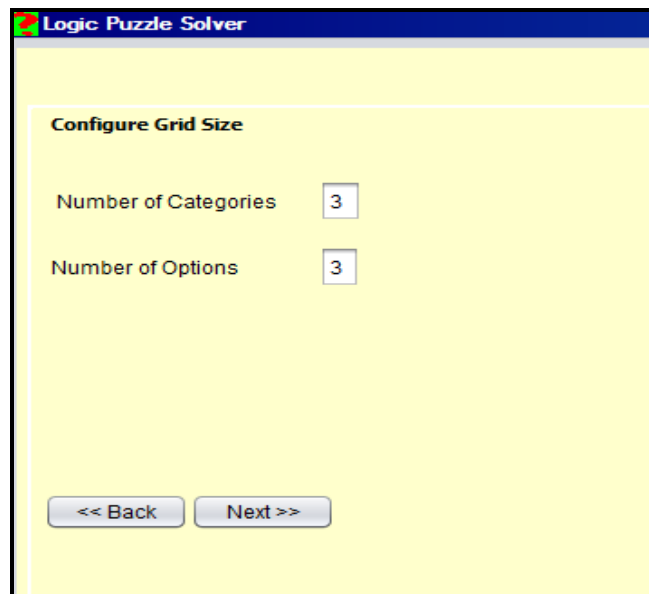 Logic Puzzle Solver
Configure Grid Size
Number of Categories 3
Number of Options 3
<< Back Next >>